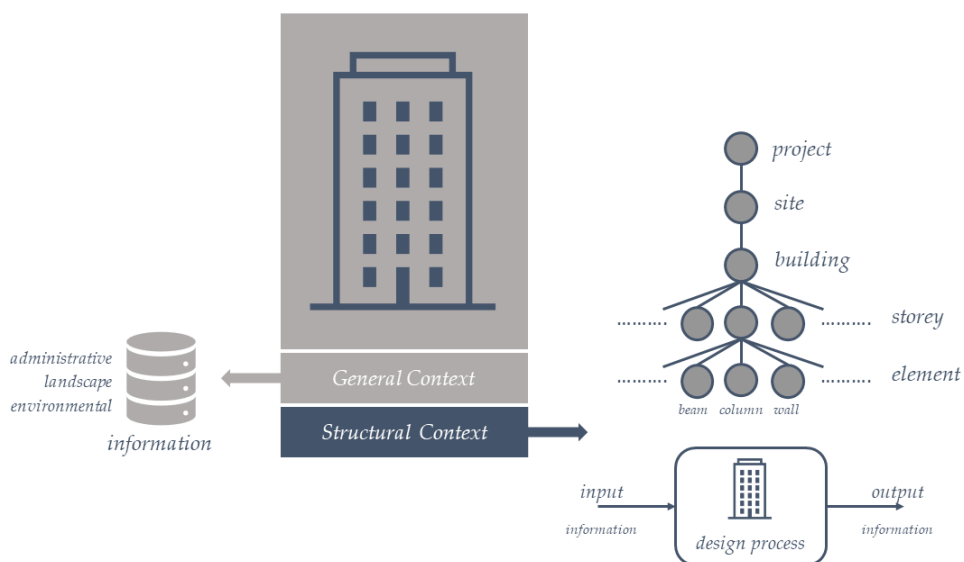 project
site
building
.......... storey
..........
.......... element
..........
beam column wall
administrative
landscape
environmental
information
General Context
Structural Context
input
information
design process
output
information